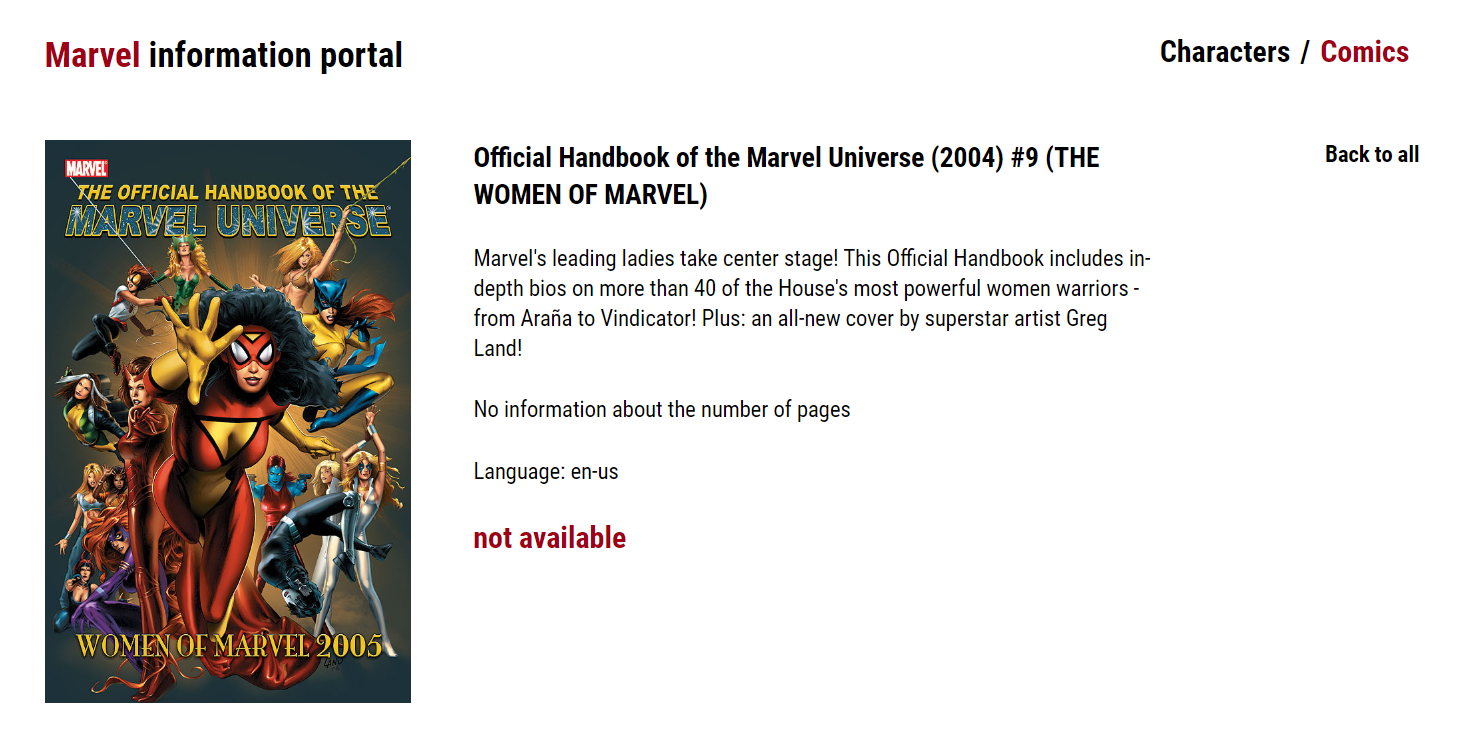 Marvel information portal
Characters / Comics
MARVEL
THE OFFICIAL HANDBOOK OF THE
MARVEL UNIVERSE
WOMEN OF MARVEL 2005
LAND
Official Handbook of the Marvel Universe (2004) #9 (THE
WOMEN OF MARVEL)
Back to all
Marvel's leading ladies take center stage! This Official Handbook includes in-
depth bios on more than 40 of the House's most powerful women warriors -
from Araña to Vindicator! Plus: an all-new cover by superstar artist Greg
Land!
No information about the number of pages
Language: en-us
not available